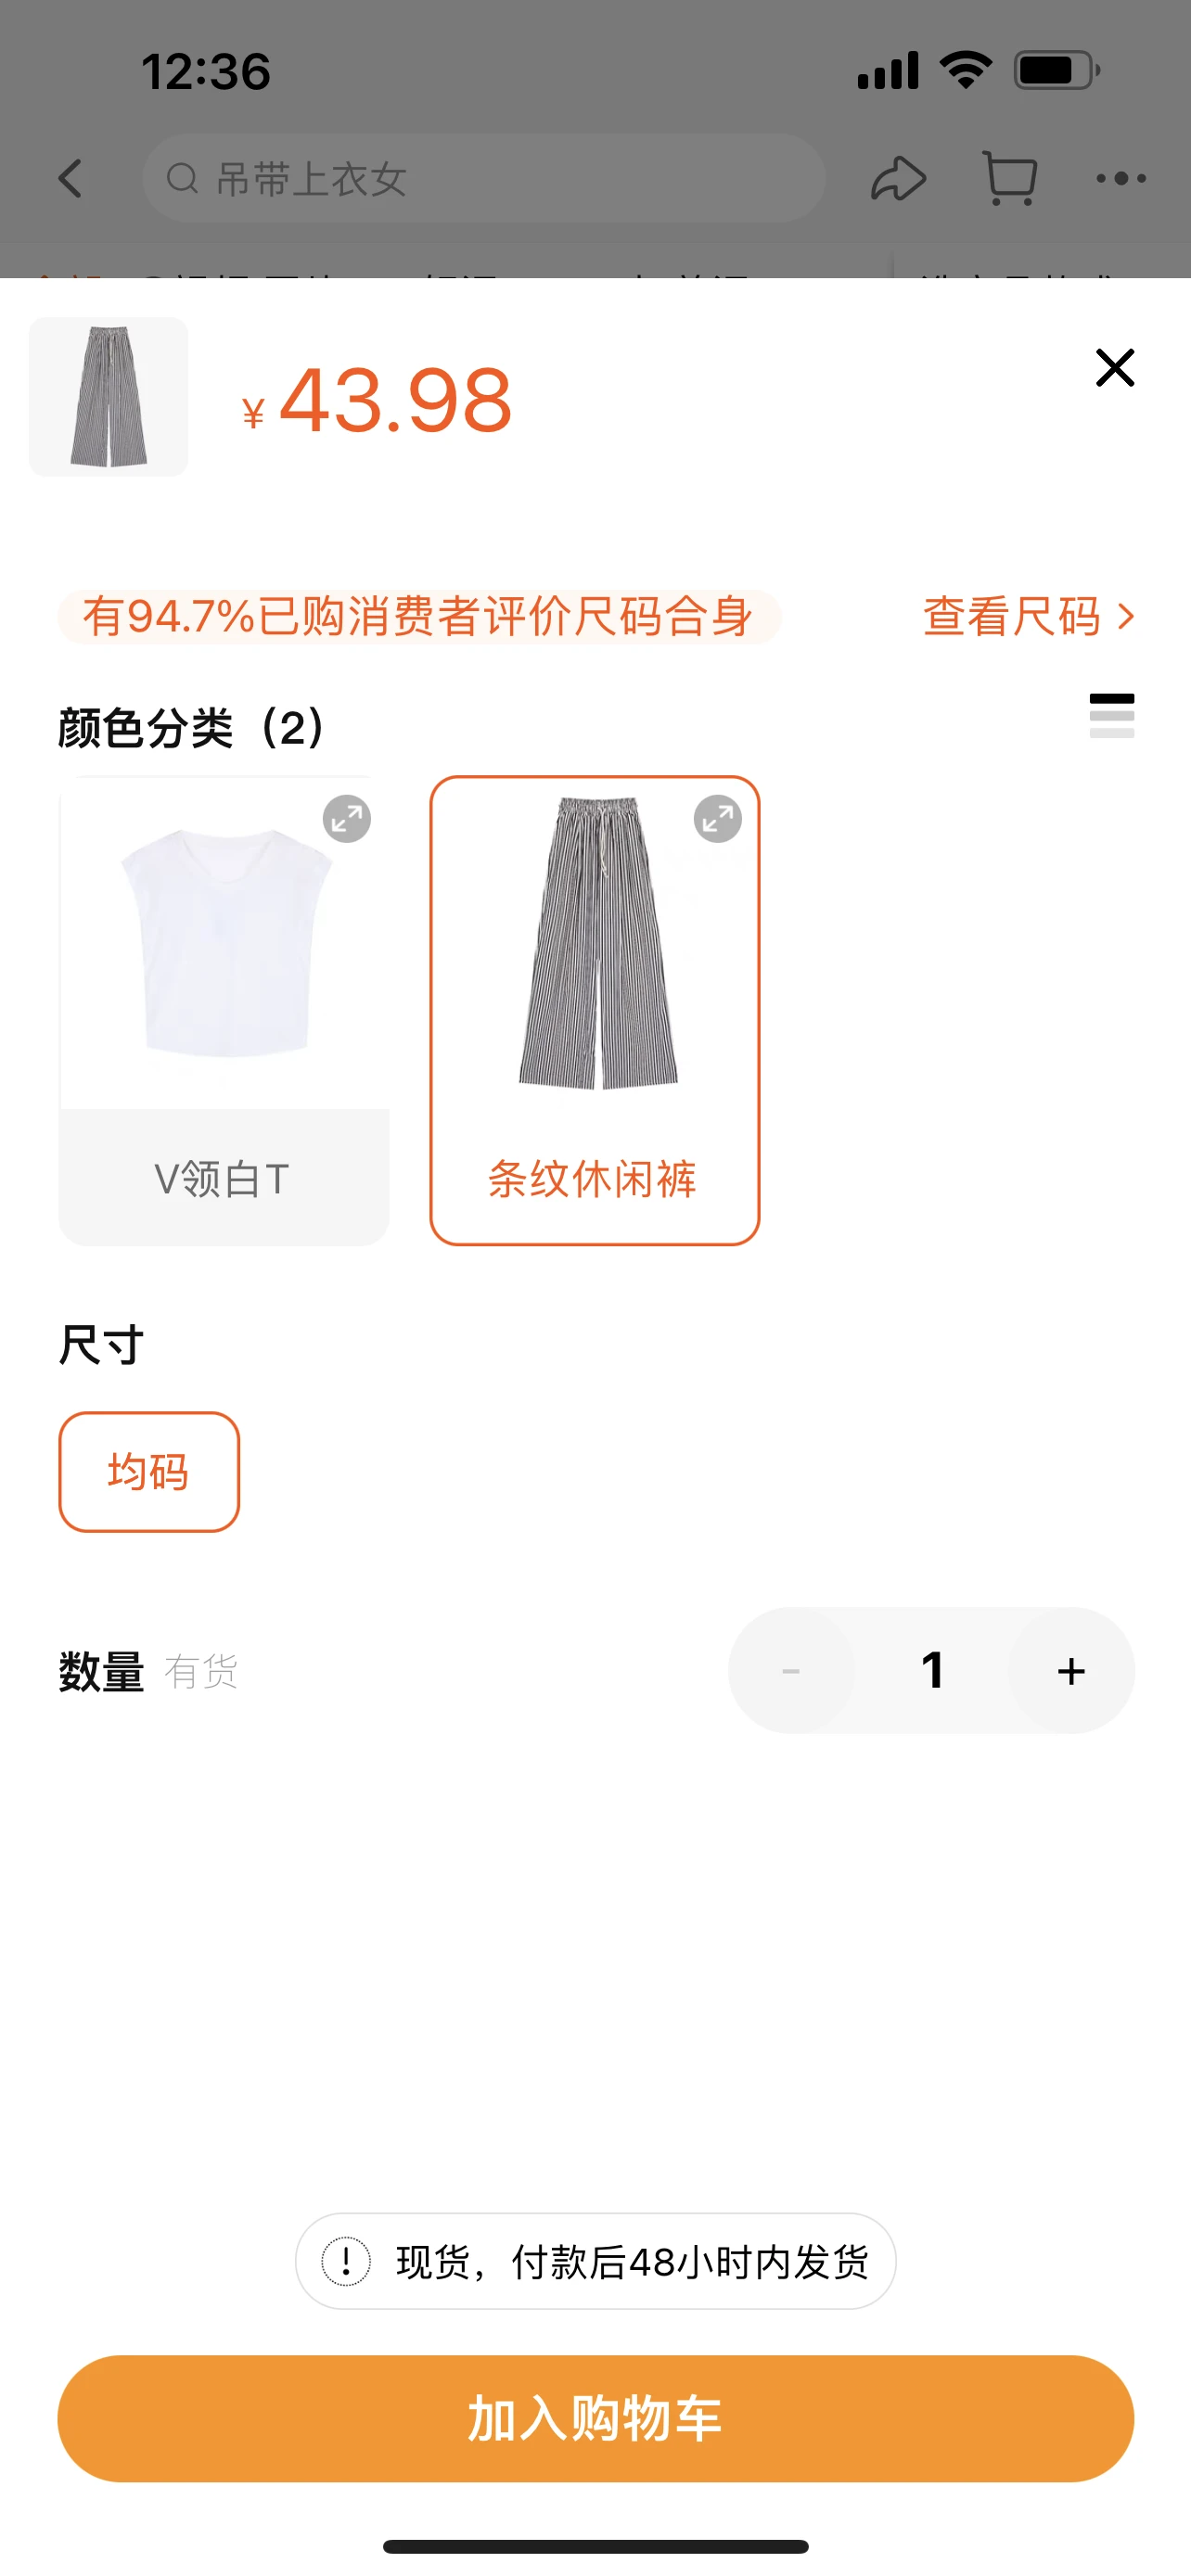 12:36
吊带上衣女
¥43.98
有94.7%已购消费者评价尺码合身
查看尺码
颜色分类（2）
V领白T
条纹休闲裤
尺寸
均码
数量 有货
- 1 +
现货，付款后48小时内发货
加入购物车